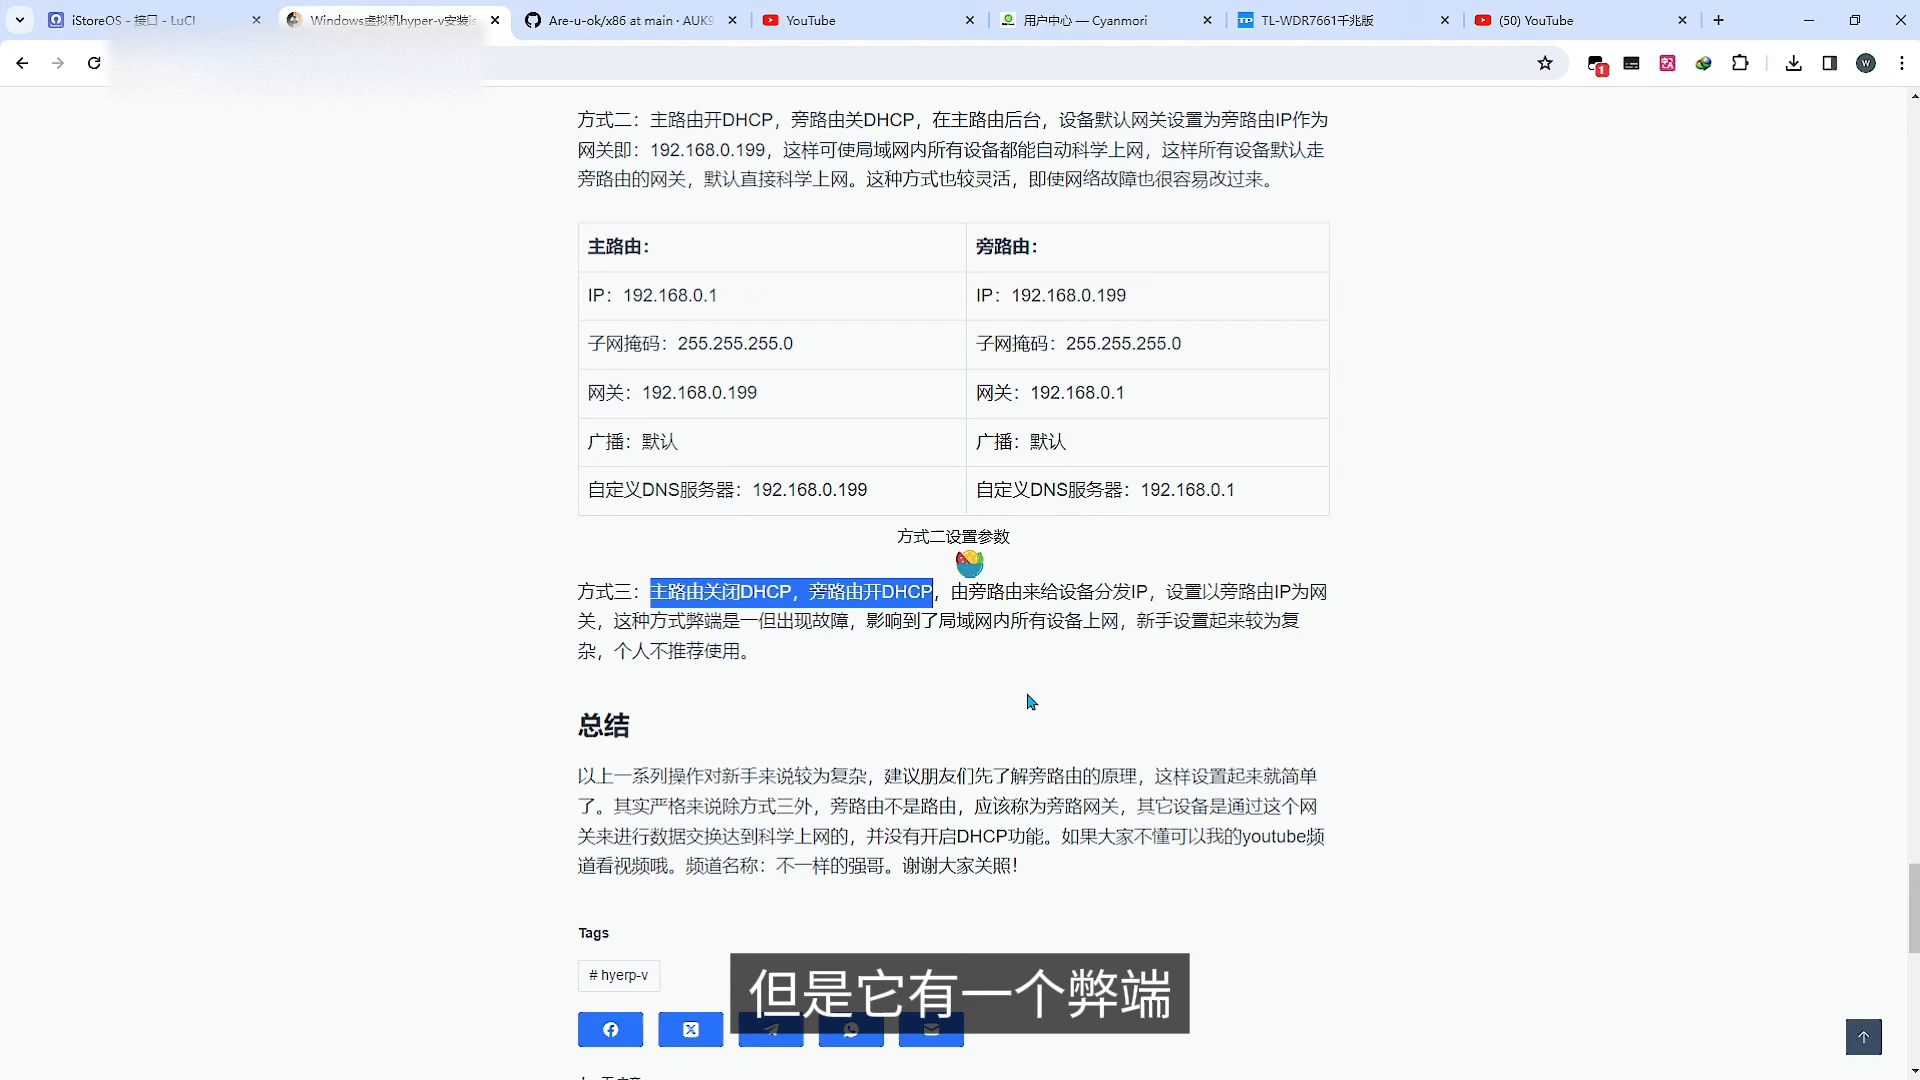 iStoreOS - 接口 - LuCI
Windows虚拟机hyper-v安装is
Are-u-ok/x86 at main · AUK9
YouTube
用户中心 — Cyanmori
TL-WDR7661千兆版
(50) YouTube
1
W
方式二：主路由开DHCP，旁路由关DHCP，在主路由后台，设备默认网关设置为旁路由IP作为
网关即：192.168.0.199，这样可使局域网内所有设备都能自动科学上网，这样所有设备默认走
旁路由的网关，默认直接科学上网。这种方式也较灵活，即使网络故障也很容易改过来。
主路由： 旁路由：
IP：192.168.0.1 IP：192.168.0.199
子网掩码：255.255.255.0 子网掩码：255.255.255.0
网关：192.168.0.199 网关：192.168.0.1
广播：默认 广播：默认
自定义DNS服务器：192.168.0.199 自定义DNS服务器：192.168.0.1
方式二设置参数
方式三：主路由关闭DHCP，旁路由开DHCP，由旁路由来给设备分发IP，设置以旁路由IP为网
关，这种方式弊端是一但出现故障，影响到了局域网内所有设备上网，新手设置起来较为复
杂，个人不推荐使用。
总结
以上一系列操作对新手来说较为复杂，建议朋友们先了解旁路由的原理，这样设置起来就简单
了。其实严格来说除方式三外，旁路由不是路由，应该称为旁路网关，其它设备是通过这个网
关来进行数据交换达到科学上网的，并没有开启DHCP功能。如果大家不懂可以我的youtube频
道看视频哦。频道名称：不一样的强哥。谢谢大家关照！
Tags
# hyerp-v
但是它有一个弊端